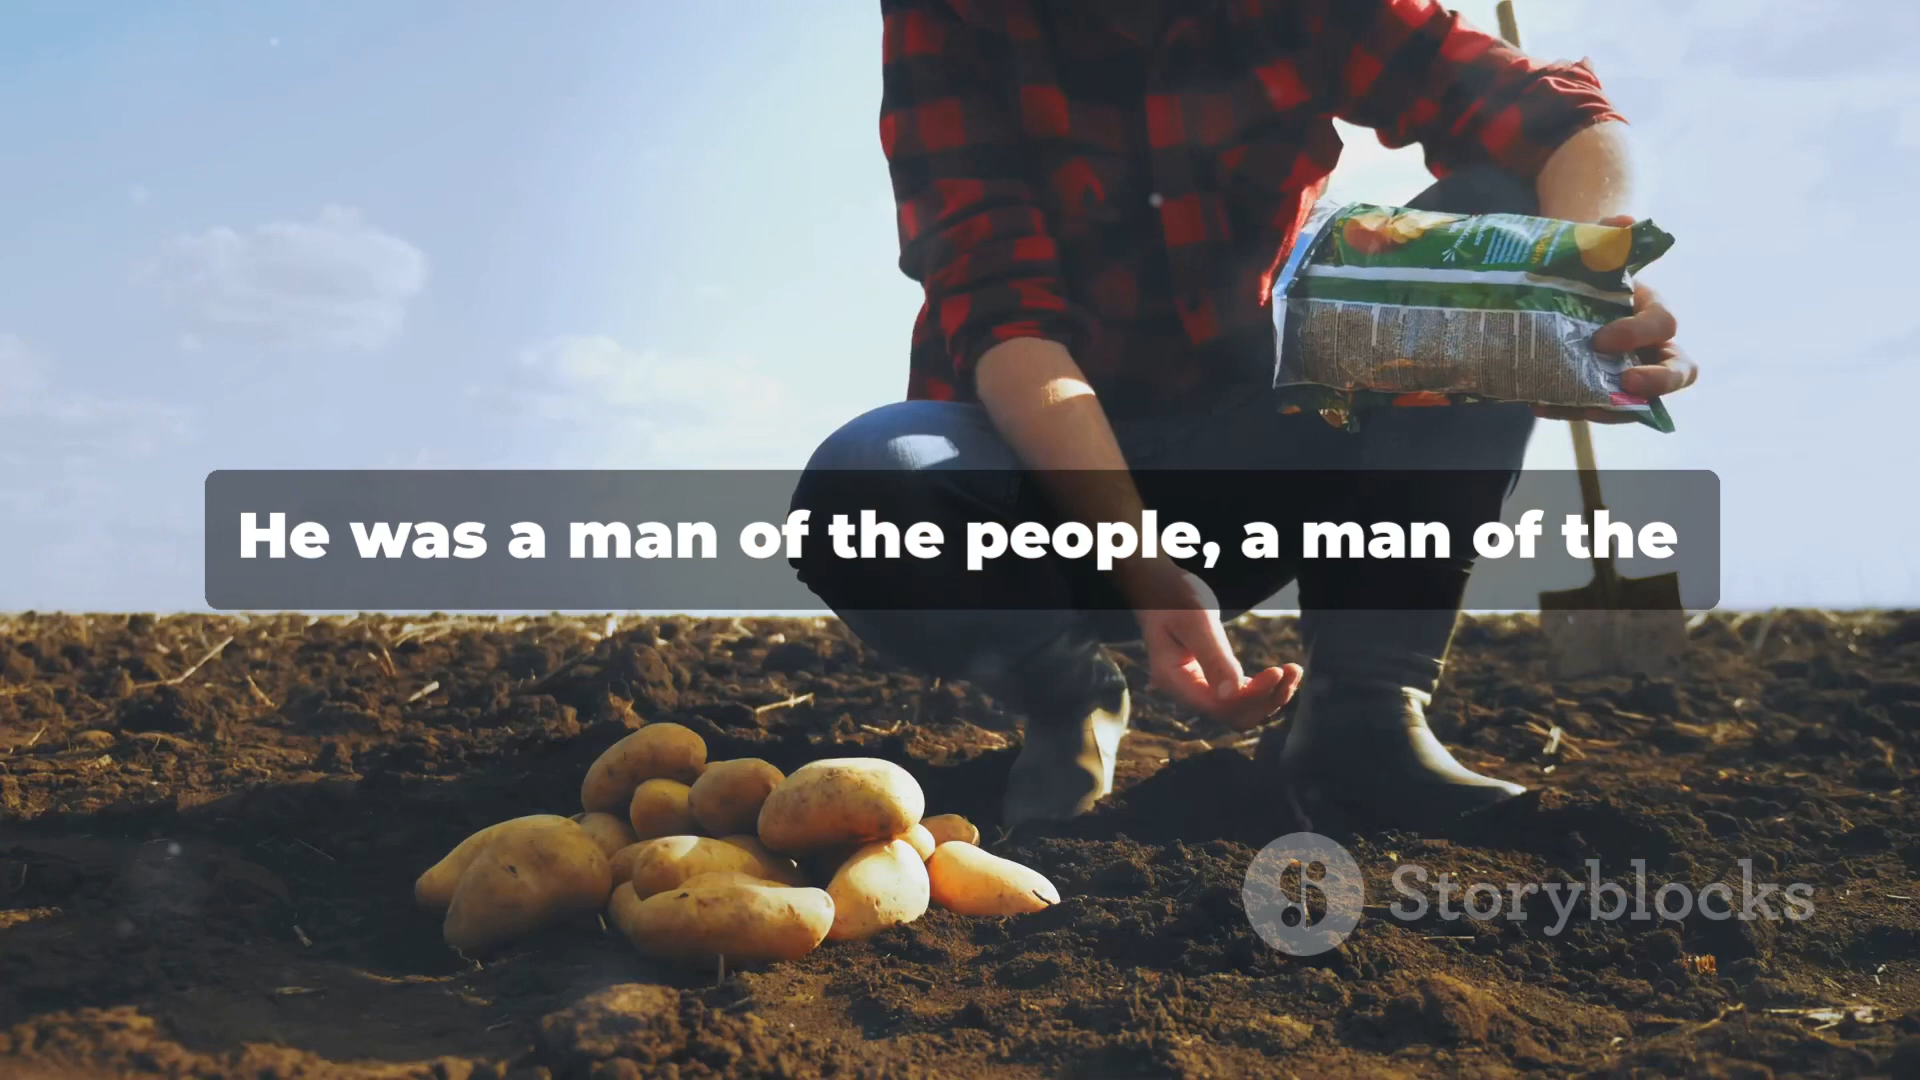 He was a man of the people, a man of the
Storyblocks